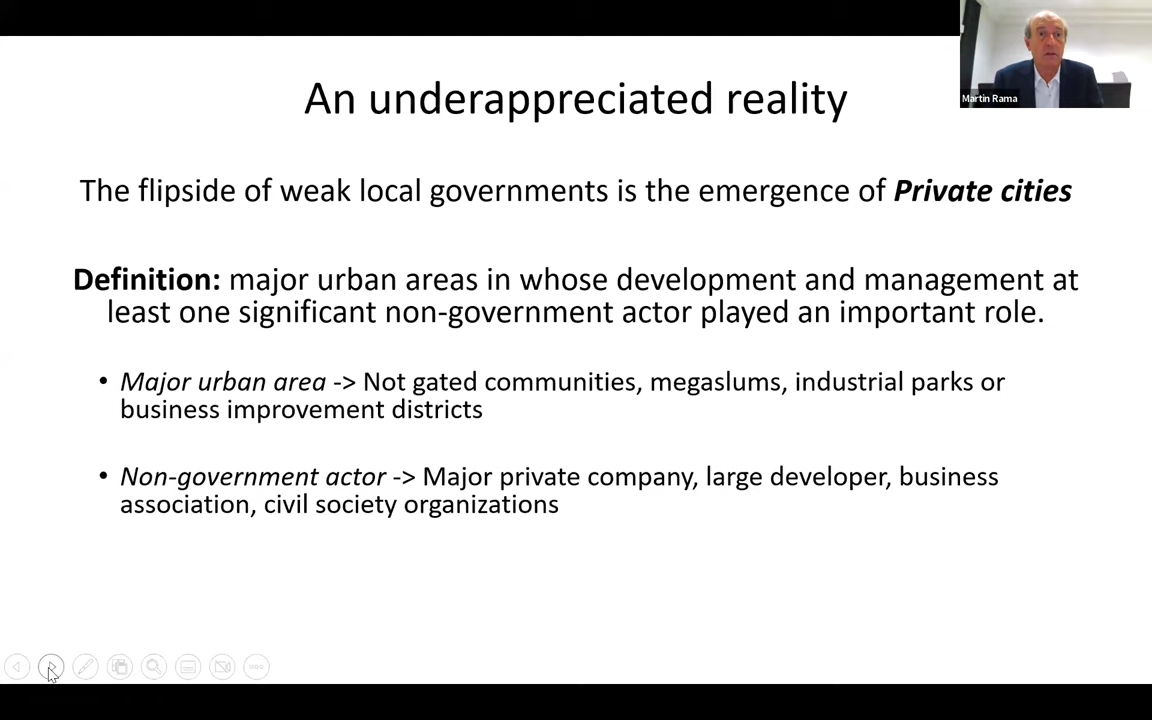 An underappreciated reality
Martin Rama
The flipside of weak local governments is the emergence of Private cities
Definition: major urban areas in whose development and management at
least one significant non-government actor played an important role.
• Major urban area -> Not gated communities, megaslums, industrial parks or
business improvement districts
• Non-government actor -> Major private company, large developer, business
association, civil society organizations